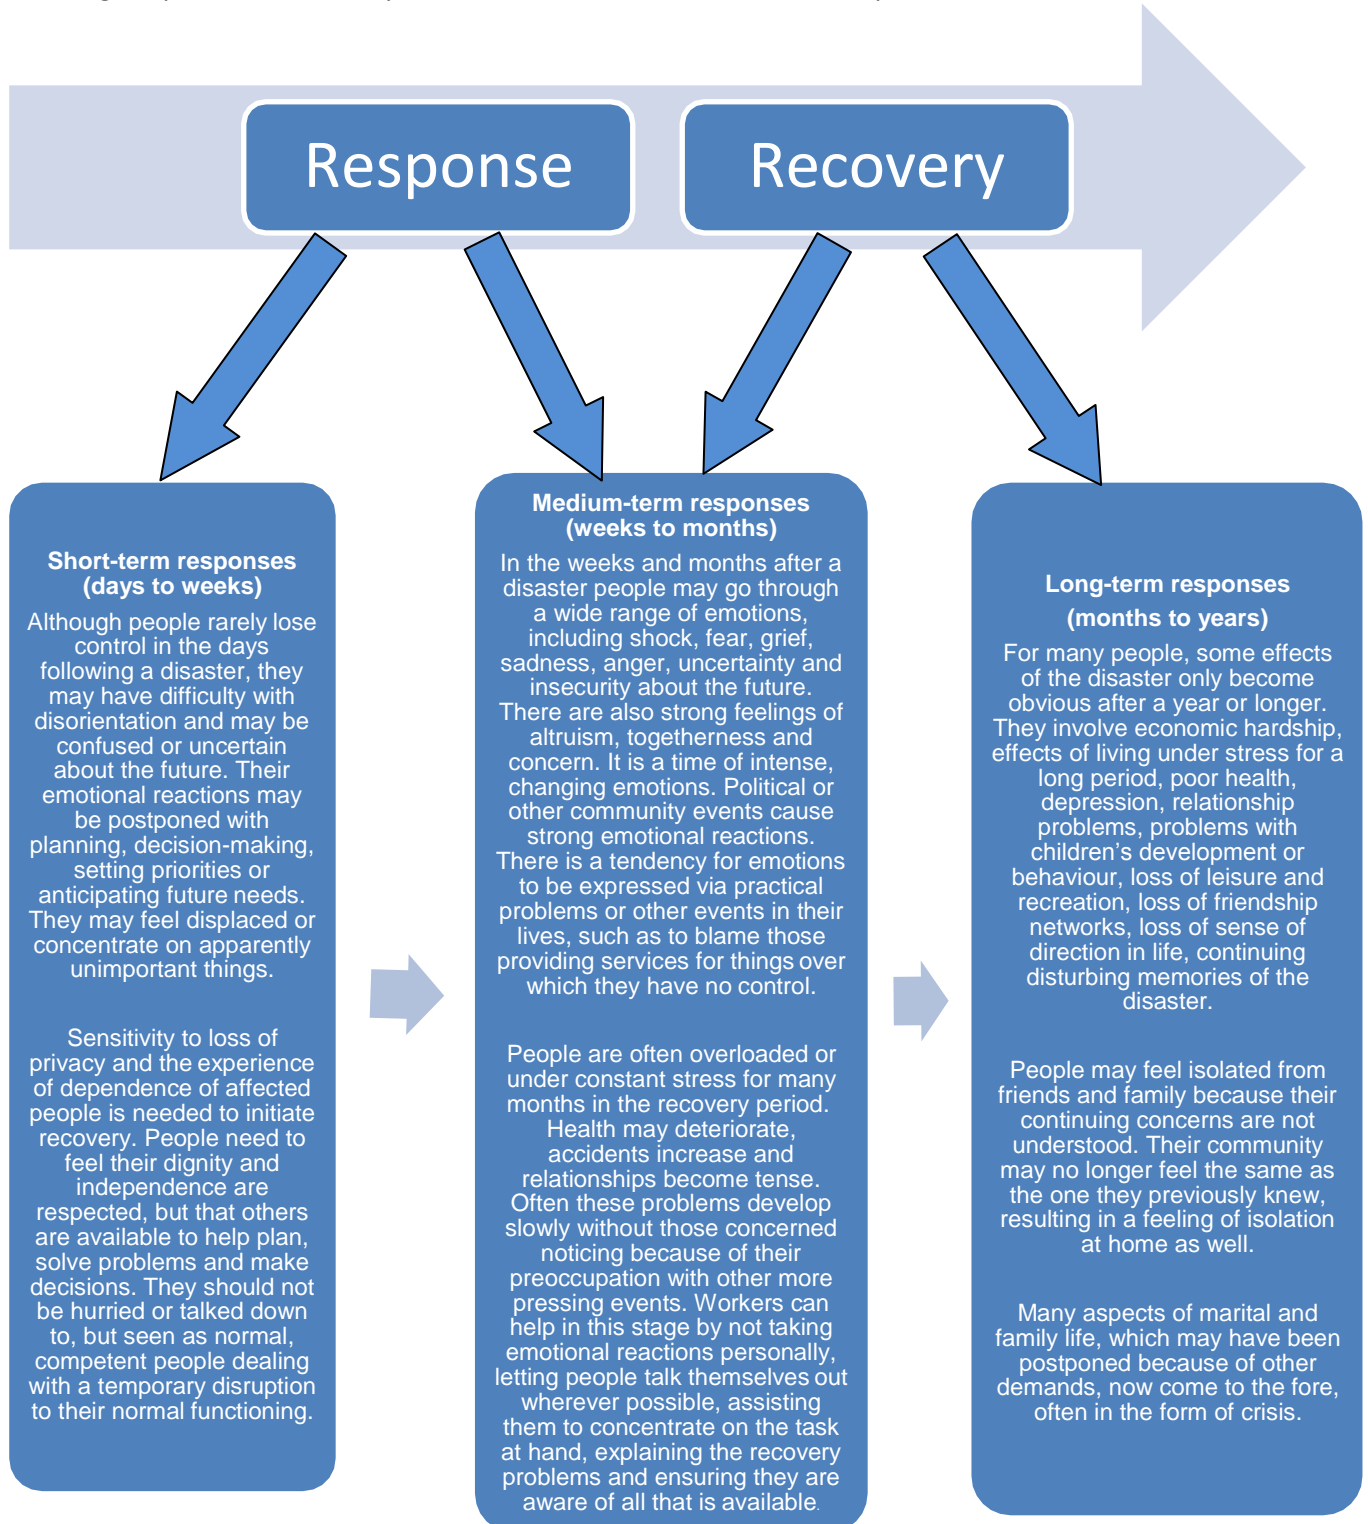 Response
Recovery
Short-term responses
(days to weeks)
Although people rarely lose
control in the days
following a disaster, they
may have difficulty with
disorientation and may be
confused or uncertain
about the future. Their
emotional reactions may
be postponed with
planning, decision-making,
setting priorities or
anticipating future needs.
They may feel displaced or
concentrate on apparently
unimportant things.
Sensitivity to loss of
privacy and the experience
of dependence of affected
people is needed to initiate
recovery. People need to
feel their dignity and
independence are
respected, but that others
are available to help plan,
solve problems and make
decisions. They should not
be hurried or talked down
to, but seen as normal,
competent people dealing
with a temporary disruption
to their normal functioning.
Medium-term responses
(weeks to months)
In the weeks and months after a
disaster people may go through
a wide range of emotions,
including shock, fear, grief,
sadness, anger, uncertainty and
insecurity about the future.
There are also strong feelings of
altruism, togetherness and
concern. It is a time of intense,
changing emotions. Political or
other community events cause
strong emotional reactions.
There is a tendency for emotions
to be expressed via practical
problems or other events in their
lives, such as to blame those
providing services for things over
which they have no control.
People are often overloaded or
under constant stress for many
months in the recovery period.
Health may deteriorate,
accidents increase and
relationships become tense.
Often these problems develop
slowly without those concerned
noticing because of their
preoccupation with other more
pressing events. Workers can
help in this stage by not taking
emotional reactions personally,
letting people talk themselves out
wherever possible, assisting
them to concentrate on the task
at hand, explaining the recovery
problems and ensuring they are
aware of all that is available.
Long-term responses
(months to years)
For many people, some effects
of the disaster only become
obvious after a year or longer.
They involve economic hardship,
effects of living under stress for a
long period, poor health,
depression, relationship
problems, problems with
children’s development or
behaviour, loss of leisure and
recreation, loss of friendship
networks, loss of sense of
direction in life, continuing
disturbing memories of the
disaster.
People may feel isolated from
friends and family because their
continuing concerns are not
understood. Their community
may no longer feel the same as
the one they previously knew,
resulting in a feeling of isolation
at home as well.
Many aspects of marital and
family life, which may have been
postponed because of other
demands, now come to the fore,
often in the form of crisis.